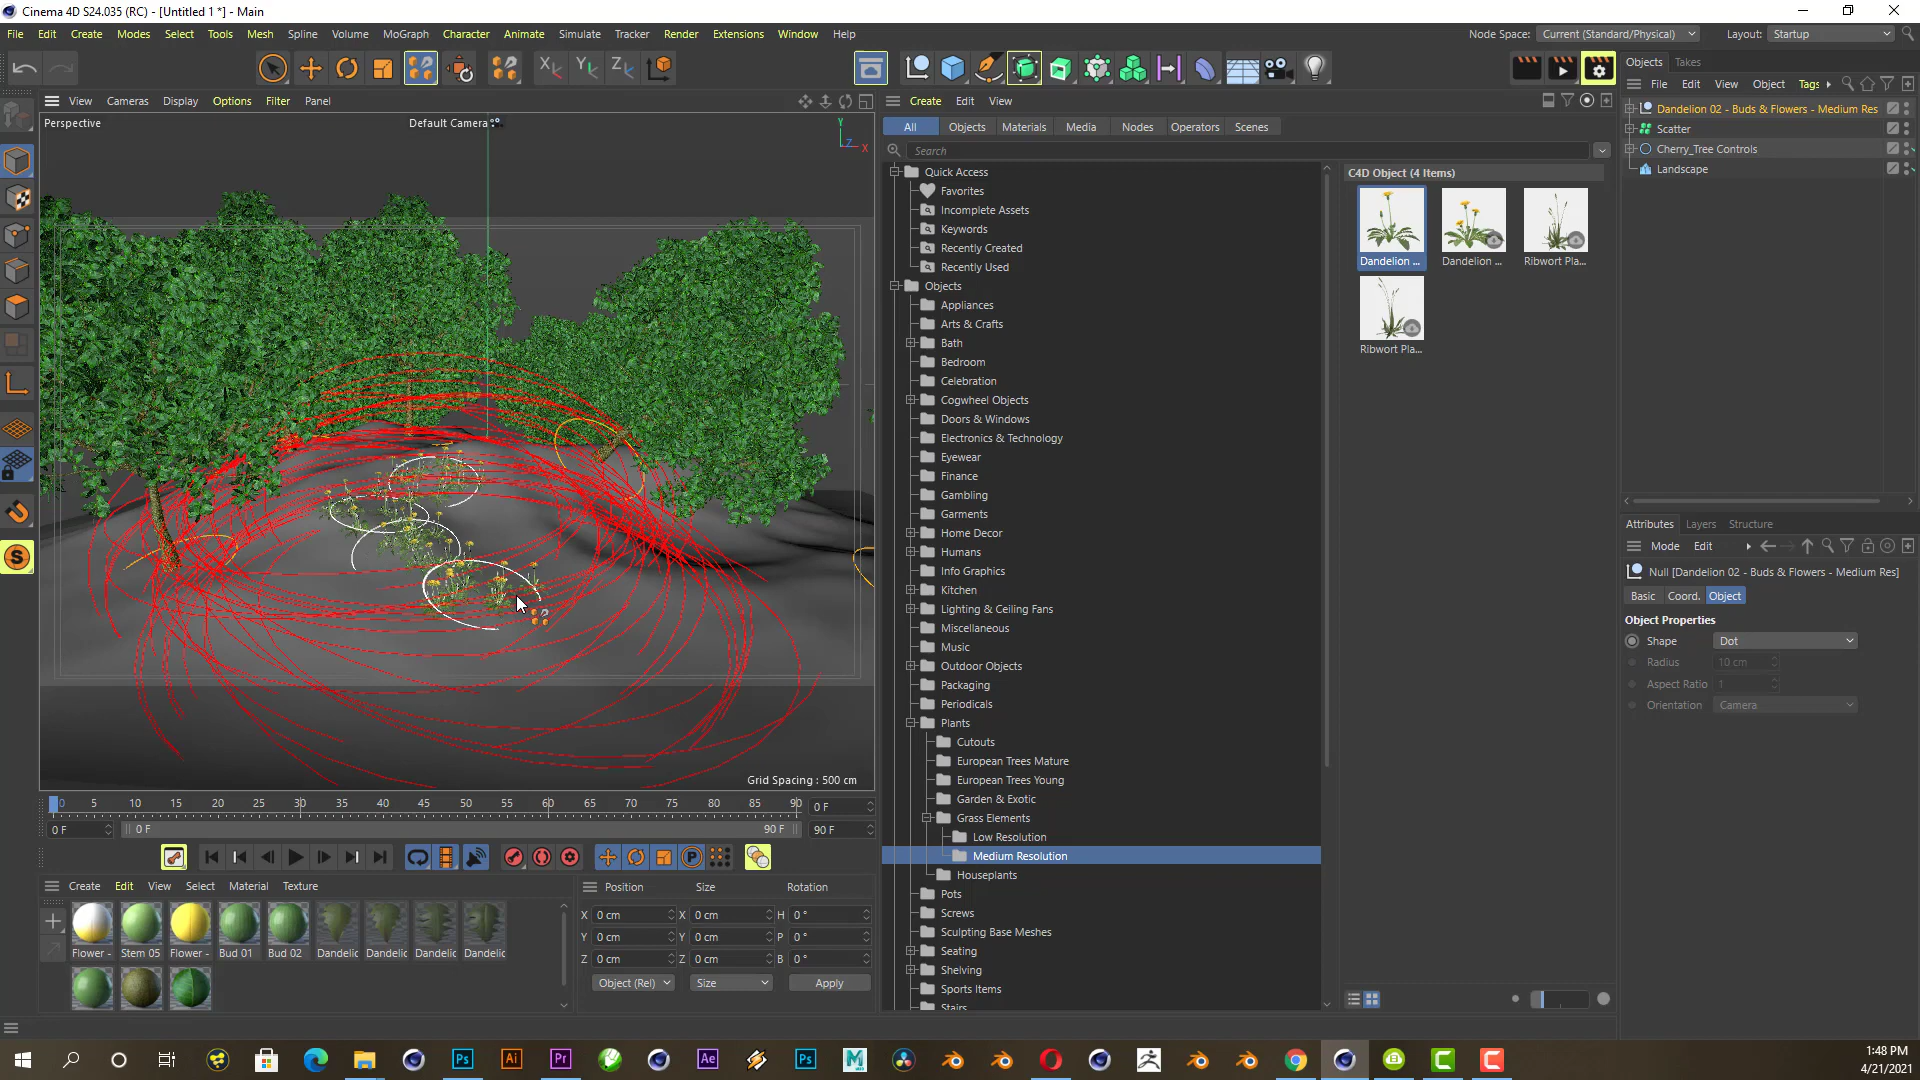 Cinema 4D S24.035 (RC) - [Untitled 1 *] - Main
File Edit Create Modes Select Tools Mesh Spline Volume MoGraph Character Animate Simulate Tracker Render Extensions Window Help
Node Space: Current (Standard/Physical) Layout: Startup
Objects Takes
File Edit View Object Tags
View Cameras Display Options Filter Panel
Create Edit View
Perspective
Default Camera
Y
Z
X
Grid Spacing : 500 cm
All Objects Materials Media Nodes Operators Scenes
Search
Quick Access
Favorites
Incomplete Assets
Keywords
Recently Created
Recently Used
Objects
Appliances
Arts & Crafts
Bath
Bedroom
Celebration
Cogwheel Objects
Doors & Windows
Electronics & Technology
Eyewear
Finance
Gambling
Garments
Home Decor
Humans
Info Graphics
Kitchen
Lighting & Ceiling Fans
Miscellaneous
Music
Outdoor Objects
Packaging
Periodicals
Plants
Cutouts
European Trees Mature
European Trees Young
Garden & Exotic
Grass Elements
Low Resolution
Medium Resolution
Houseplants
Pots
Screws
Sculpting Base Meshes
Seating
Shelving
Sports Items
Stairs
C4D Object (4 Items)
Dandelion ...
Dandelion ...
Ribwort Pla...
Ribwort Pla...
Dandelion 02 - Buds & Flowers - Medium Res
Scatter
Cherry_Tree Controls
Landscape
Attributes Layers Structure
Mode Edit
Null [Dandelion 02 - Buds & Flowers - Medium Res]
Basic Coord. Object
Object Properties
Shape Dot
Radius 10 cm
Aspect Ratio 1
Orientation Camera
0 5 10 15 20 25 30 35 40 45 50 55 60 65 70 75 80 85 90 0 F
0 F 0 F 90 F 90 F
Create Edit View Select Material Texture
Flower - Stem 05 Flower - Bud 01 Bud 02 Dandelic Dandelic Dandelic Dandelic
Position Size Rotation
X 0 cm X 0 cm H 0 °
Y 0 cm Y 0 cm P 0 °
Z 0 cm Z 0 cm B 0 °
Object (Rel) Size Apply
1:48 PM
4/21/2021